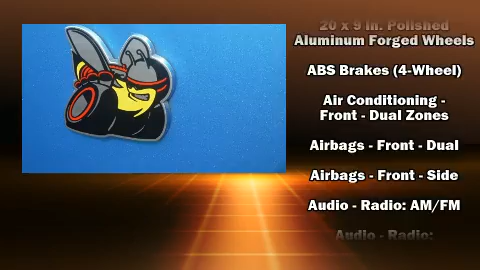 20 x 9 in. Polished
Aluminum Forged Wheels
ABS Brakes (4-Wheel)
Air Conditioning -
Front - Dual Zones
Airbags - Front - Dual
Airbags - Front - Side
Audio - Radio: AM/FM
Audio - Radio: